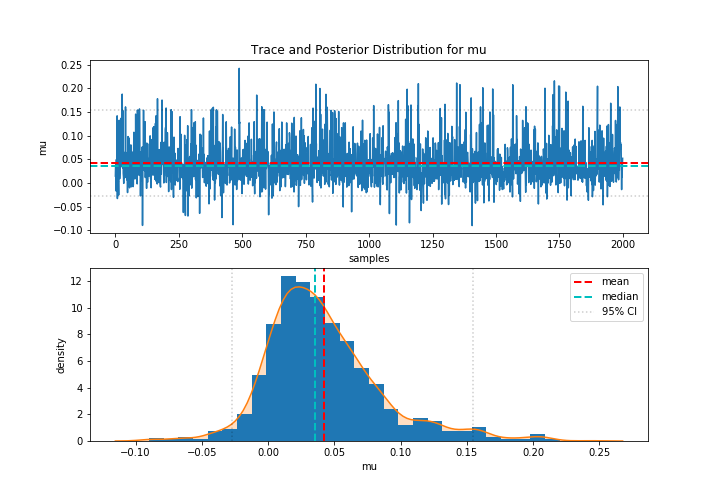 Trace and Posterior Distribution for mu
0.25
0.20
0.15
0.10
0.05
0.00
−0.05
−0.10
mu
0 250 500 750 1000 1250 1500 1750 2000
samples
12
10
8
6
4
2
0
density
mean
median
95% CI
−0.10 −0.05 0.00 0.05 0.10 0.15 0.20 0.25
mu